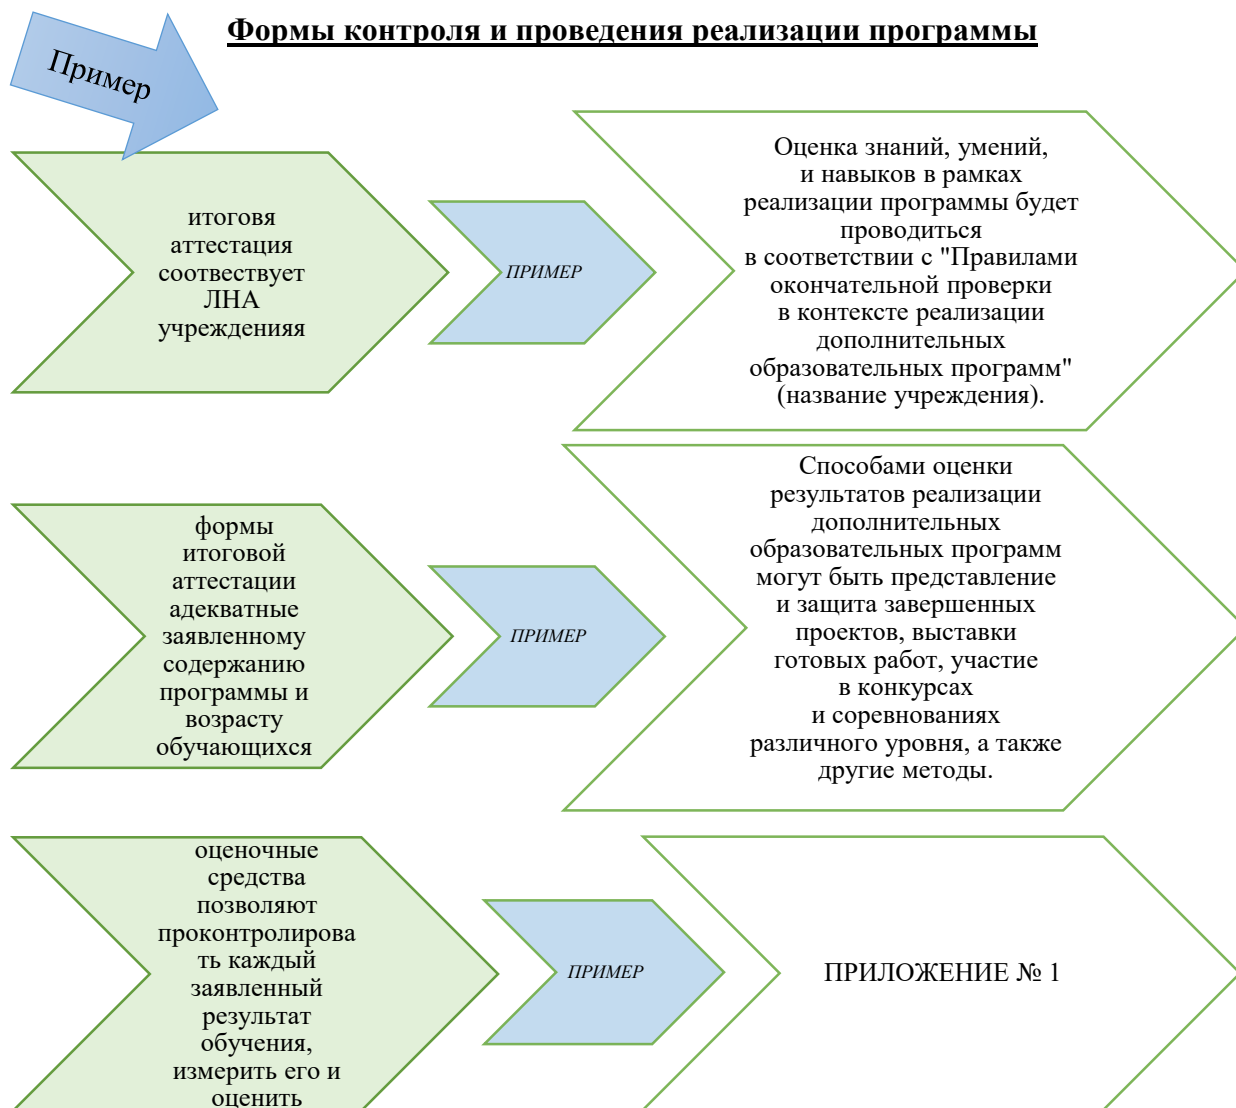 Формы контроля и проведения реализации программы
Пример
итоговя
аттестация
соотвествует
ЛНА
учрежденияя
ПРИМЕР
Оценка знаний, умений,
и навыков в рамках
реализации программы будет
проводиться
в соответствии с "Правилами
окончательной проверки
в контексте реализации
дополнительных
образовательных программ"
(название учреждения).
формы
итоговой
аттестации
адекватные
заявленному
содержанию
программы и
возрасту
обучающихся
ПРИМЕР
Способами оценки
результатов реализации
дополнительных
образовательных программ
могут быть представление
и защита завершенных
проектов, выставки
готовых работ, участие
в конкурсах
и соревнованиях
различного уровня, а также
другие методы.
оценочные
средства
позволяют
проконтролирова
ть каждый
заявленный
результат
обучения,
измерить его и
оценить
ПРИМЕР
ПРИЛОЖЕНИЕ № 1